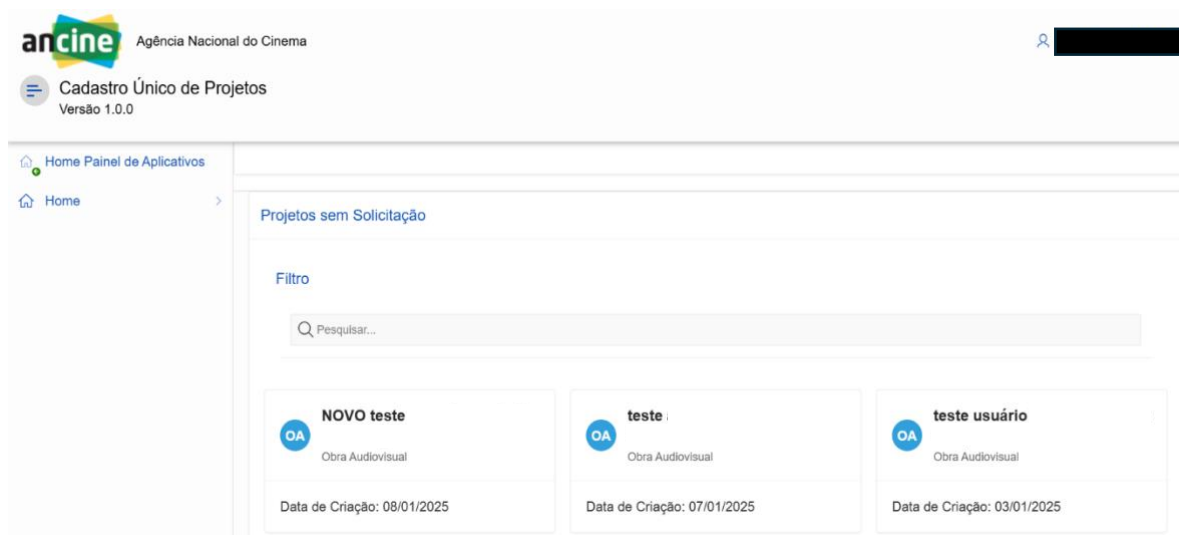 ancine Agência Nacional do Cinema
Cadastro Único de Projetos
Versão 1.0.0
Home Painel de Aplicativos
Home
Projetos sem Solicitação
Filtro
Pesquisar...
OA NOVO teste
Obra Audiovisual
Data de Criação: 08/01/2025
OA teste
Obra Audiovisual
Data de Criação: 07/01/2025
OA teste usuário
Obra Audiovisual
Data de Criação: 03/01/2025